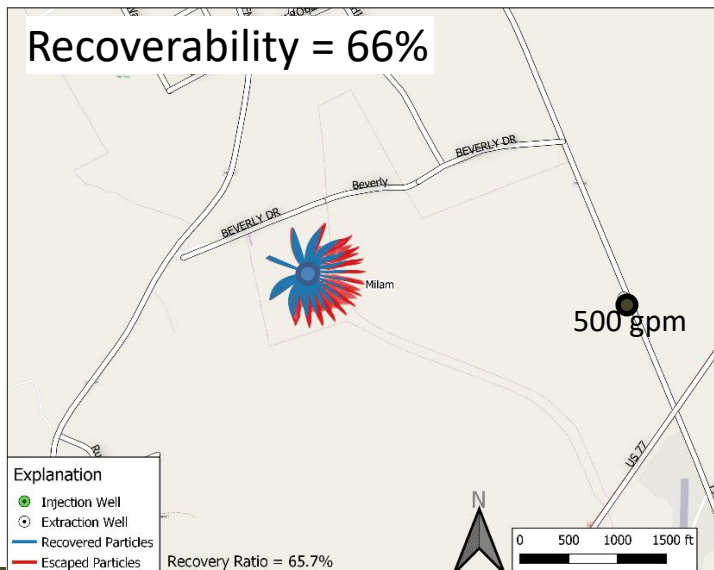 Recoverability = 66%
BEVERLY DR
Beverly
BEVERLY DR
Milam
500 gpm
US 77
Explanation
Injection Well
Extraction Well
Recovered Particles
Escaped Particles
Recovery Ratio = 65.7%
N
0 500 1000 1500 ft